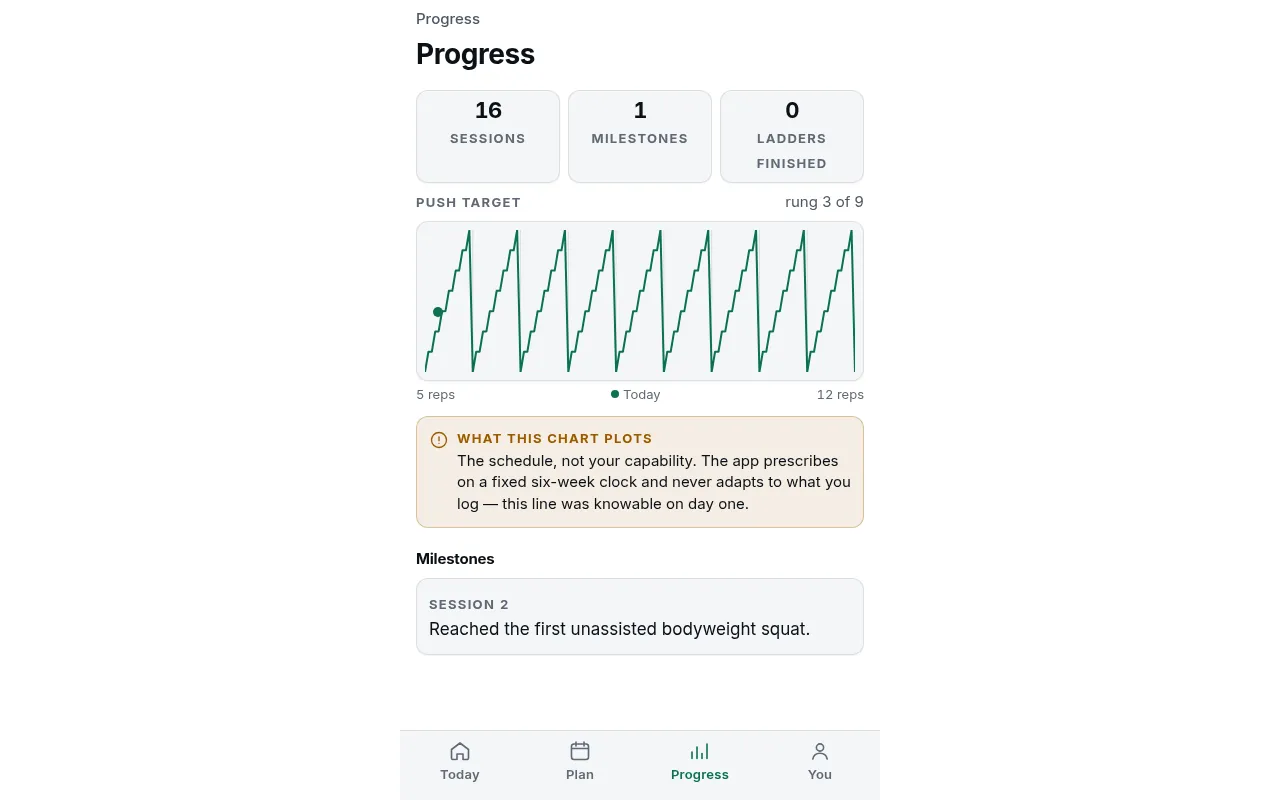 Progress
Progress
16
SESSIONS
1
MILESTONES
0
LADDERS
FINISHED
PUSH TARGET
rung 3 of 9
5 reps
Today
12 reps
WHAT THIS CHART PLOTS
The schedule, not your capability. The app prescribes
on a fixed six-week clock and never adapts to what you
log — this line was knowable on day one.
Milestones
SESSION 2
Reached the first unassisted bodyweight squat.
Today
Plan
Progress
You